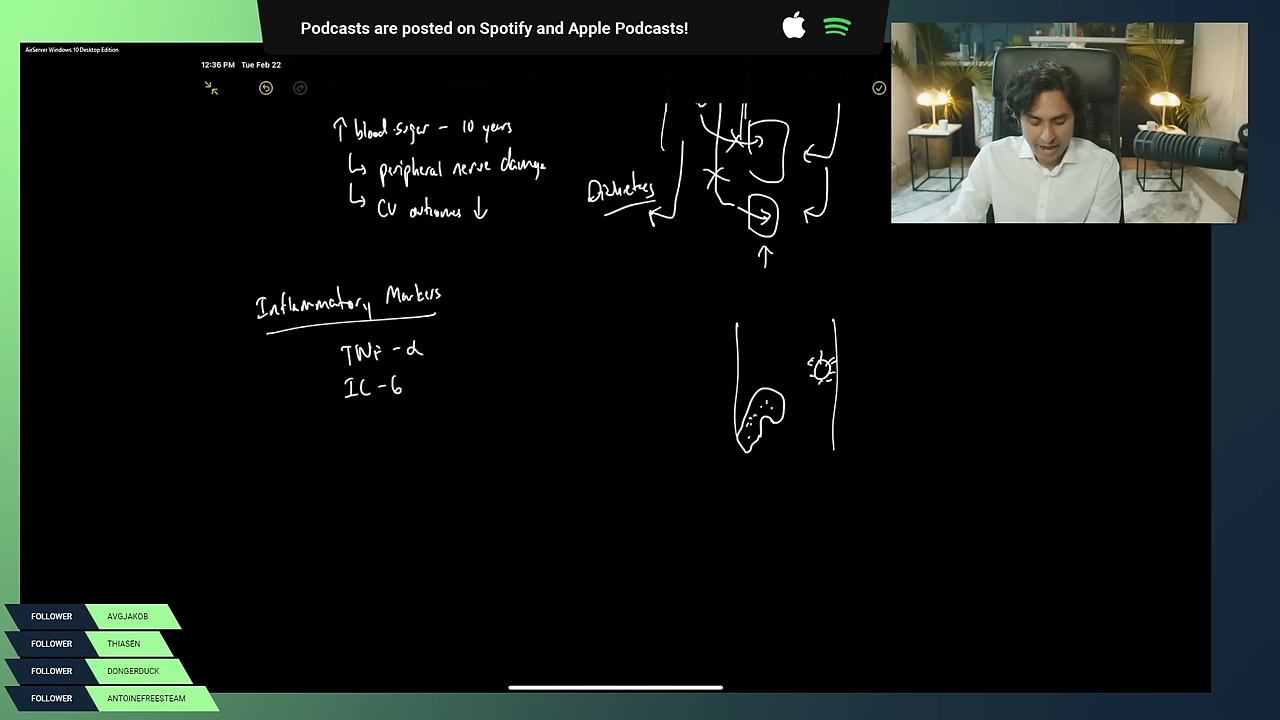 Podcasts are posted on Spotify and Apple Podcasts!
AirServer Windows 10 Desktop Edition
12:36 PM Tue Feb 22
↑ blood sugar - 10 years
↳ peripheral nerve damage
↳ CV outcomes ↓
Diabetes
Inflammatory Markers
TNF-α
IL-6
FOLLOWER AVGJAKOB
FOLLOWER THIASEN
FOLLOWER DONGERDUCK
FOLLOWER ANTOINEFREESTEAM